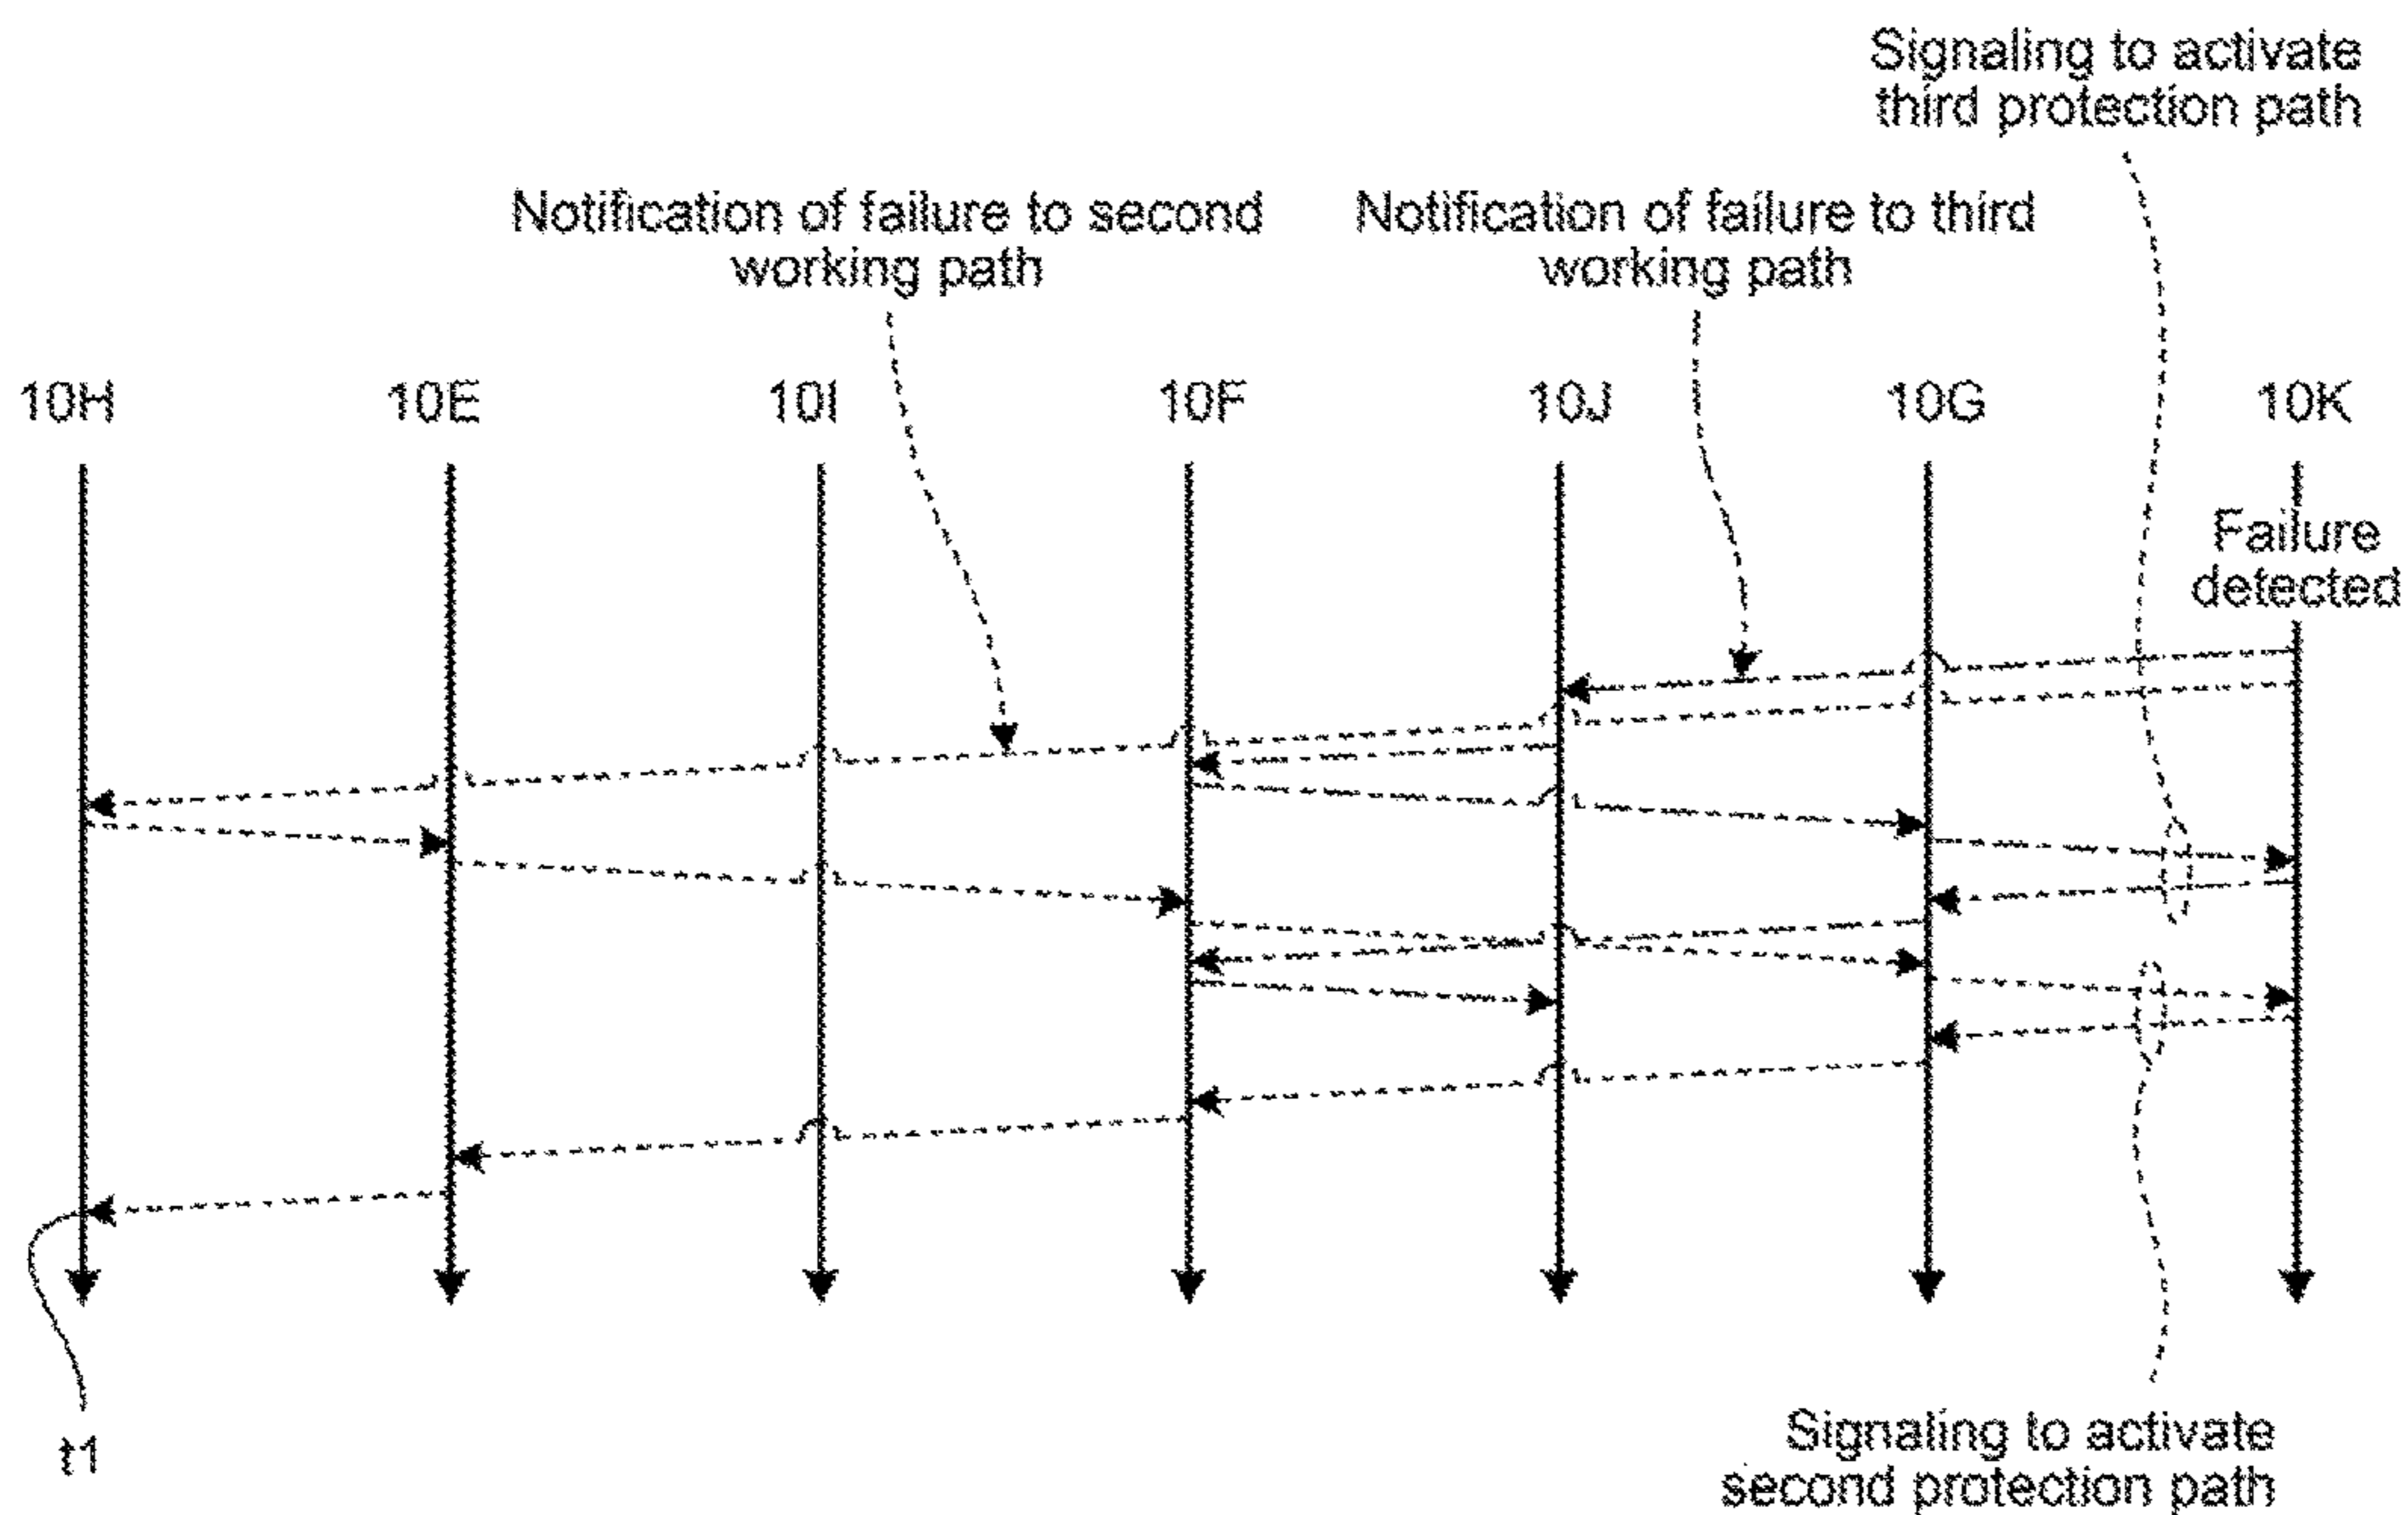 Signaling to activate
third protection path
Notification of failure to second
working path
Notification of failure to third
working path
10H
10E
10I
10F
10J
10G
10K
Failure
detected
t1
Signaling to activate
second protection path